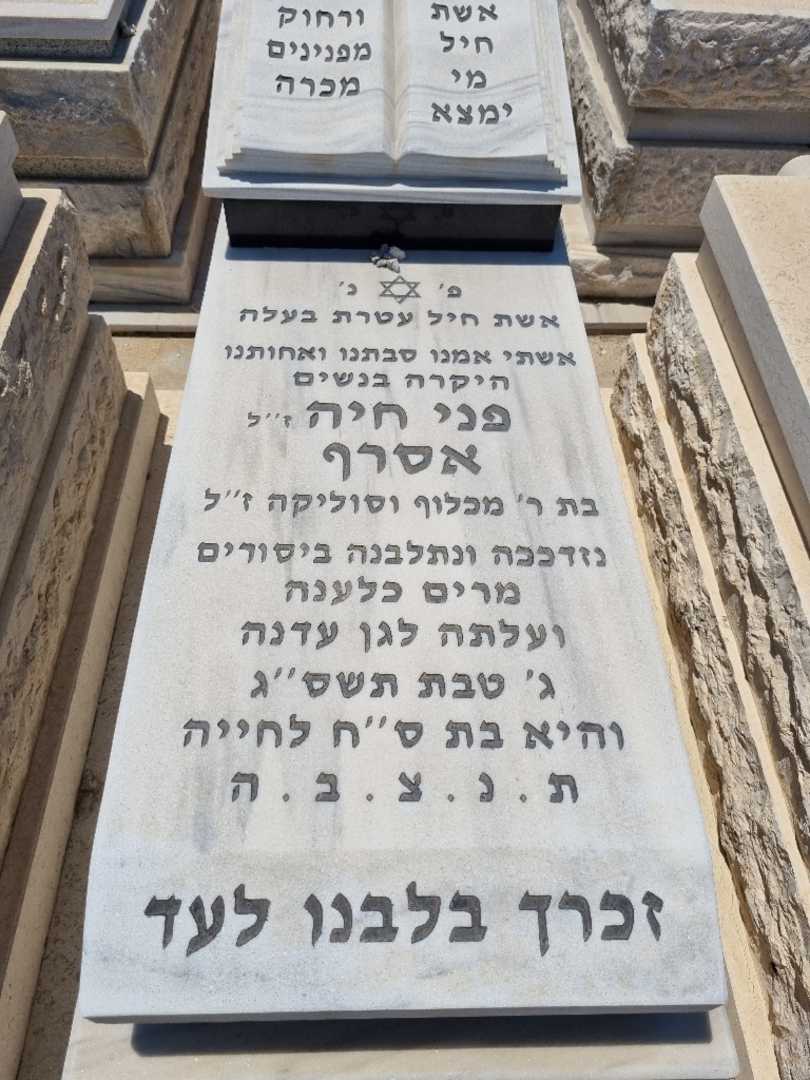 אשת
חיל
מי
ימצא
ורחוק
מפנינים
מכרה
פ׳ נ׳
אשת חיל עטרת בעלה
אשתי אמנו סבתנו ואחותנו
היקרה בנשים
פני חיה ז״ל
אסרף
בת ר׳ מכלוף וסוליקה ז״ל
נזדככה ונתלבנה ביסורים
מרים כלענה
ועלתה לגן עדנה
ג׳ טבת תשס״ג
והיא בת ס״ח לחייה
ת . נ . צ . ב . ה
זכרך בלבנו לעד